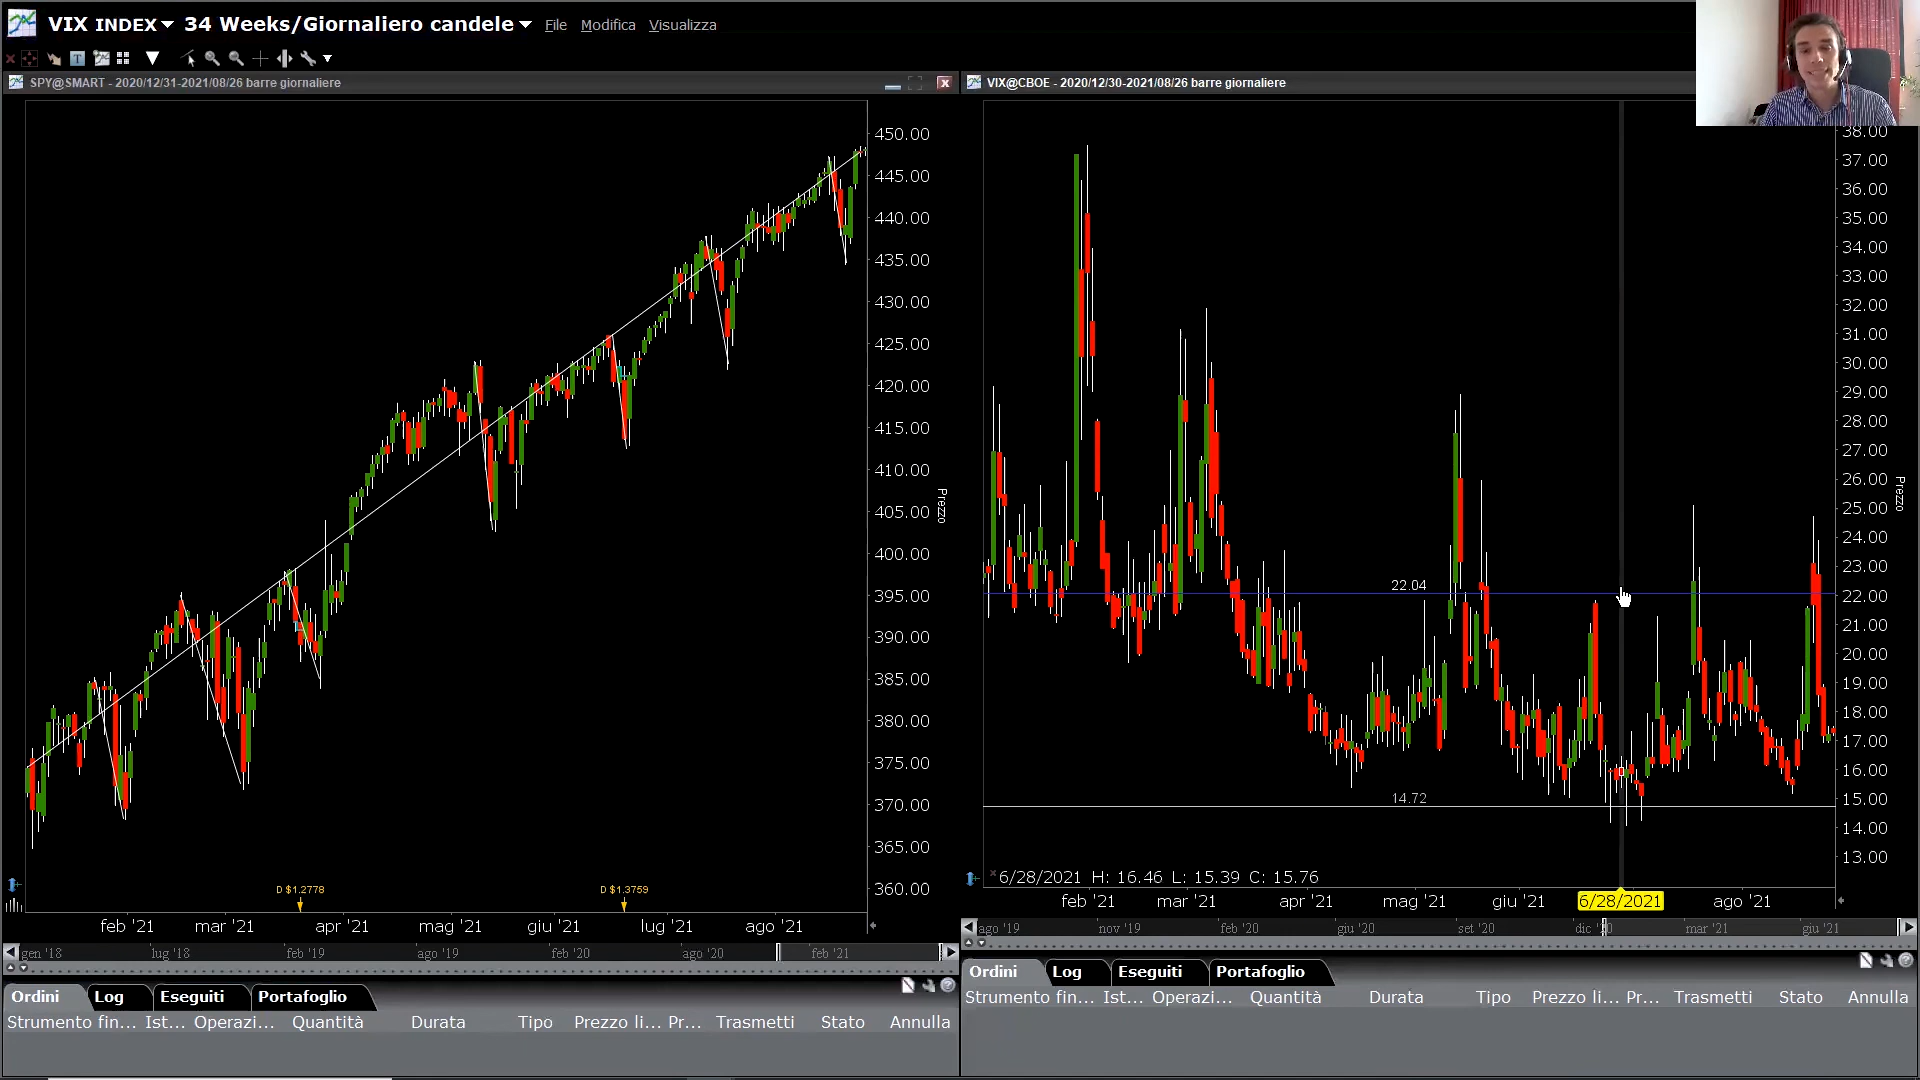 VIX INDEX 34 Weeks/Giornaliero candele File Modifica Visualizza
SPY@SMART - 2020/12/31-2021/08/26 barre giornaliere
450.00
445.00
440.00
435.00
430.00
425.00
420.00
415.00
410.00
405.00
400.00
395.00
390.00
385.00
380.00
375.00
370.00
365.00
360.00
Prezzo
D $1.2778
D $1.3759
feb '21 mar '21 apr '21 mag '21 giu '21 lug '21 ago '21
gen '18 lug '18 feb '19 ago '19 feb '20 ago '20 feb '21
Ordini Log Eseguiti Portafoglio
Strumento fin... Ist... Operazi... Quantità Durata Tipo Prezzo li... Pr... Trasmetti Stato Annulla
VIX@CBOE - 2020/12/30-2021/08/26 barre giornaliere
38.00
37.00
36.00
35.00
34.00
33.00
32.00
31.00
30.00
29.00
28.00
27.00
26.00
25.00
24.00
23.00
22.00
21.00
20.00
19.00
18.00
17.00
16.00
15.00
14.00
13.00
Prezzo
22.04
14.72
6/28/2021 H: 16.46 L: 15.39 C: 15.76
feb '21 mar '21 apr '21 mag '21 giu '21 6/28/2021 ago '21
ago '19 nov '19 feb '20 giu '20 set '20 mar '21 giu '21
Ordini Log Eseguiti Portafoglio
Strumento fin... Ist... Operazi... Quantità Durata Tipo Prezzo li... Pr... Trasmetti Stato Annulla